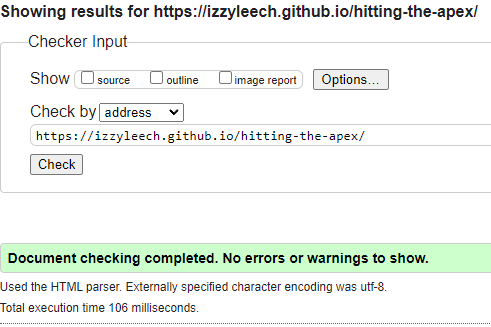 Showing results for https://izzyleech.github.io/hitting-the-apex/
Checker Input
Show source outline image report Options...
Check by address
https://izzyleech.github.io/hitting-the-apex/
Check
Document checking completed. No errors or warnings to show.
Used the HTML parser. Externally specified character encoding was utf-8.
Total execution time 106 milliseconds.